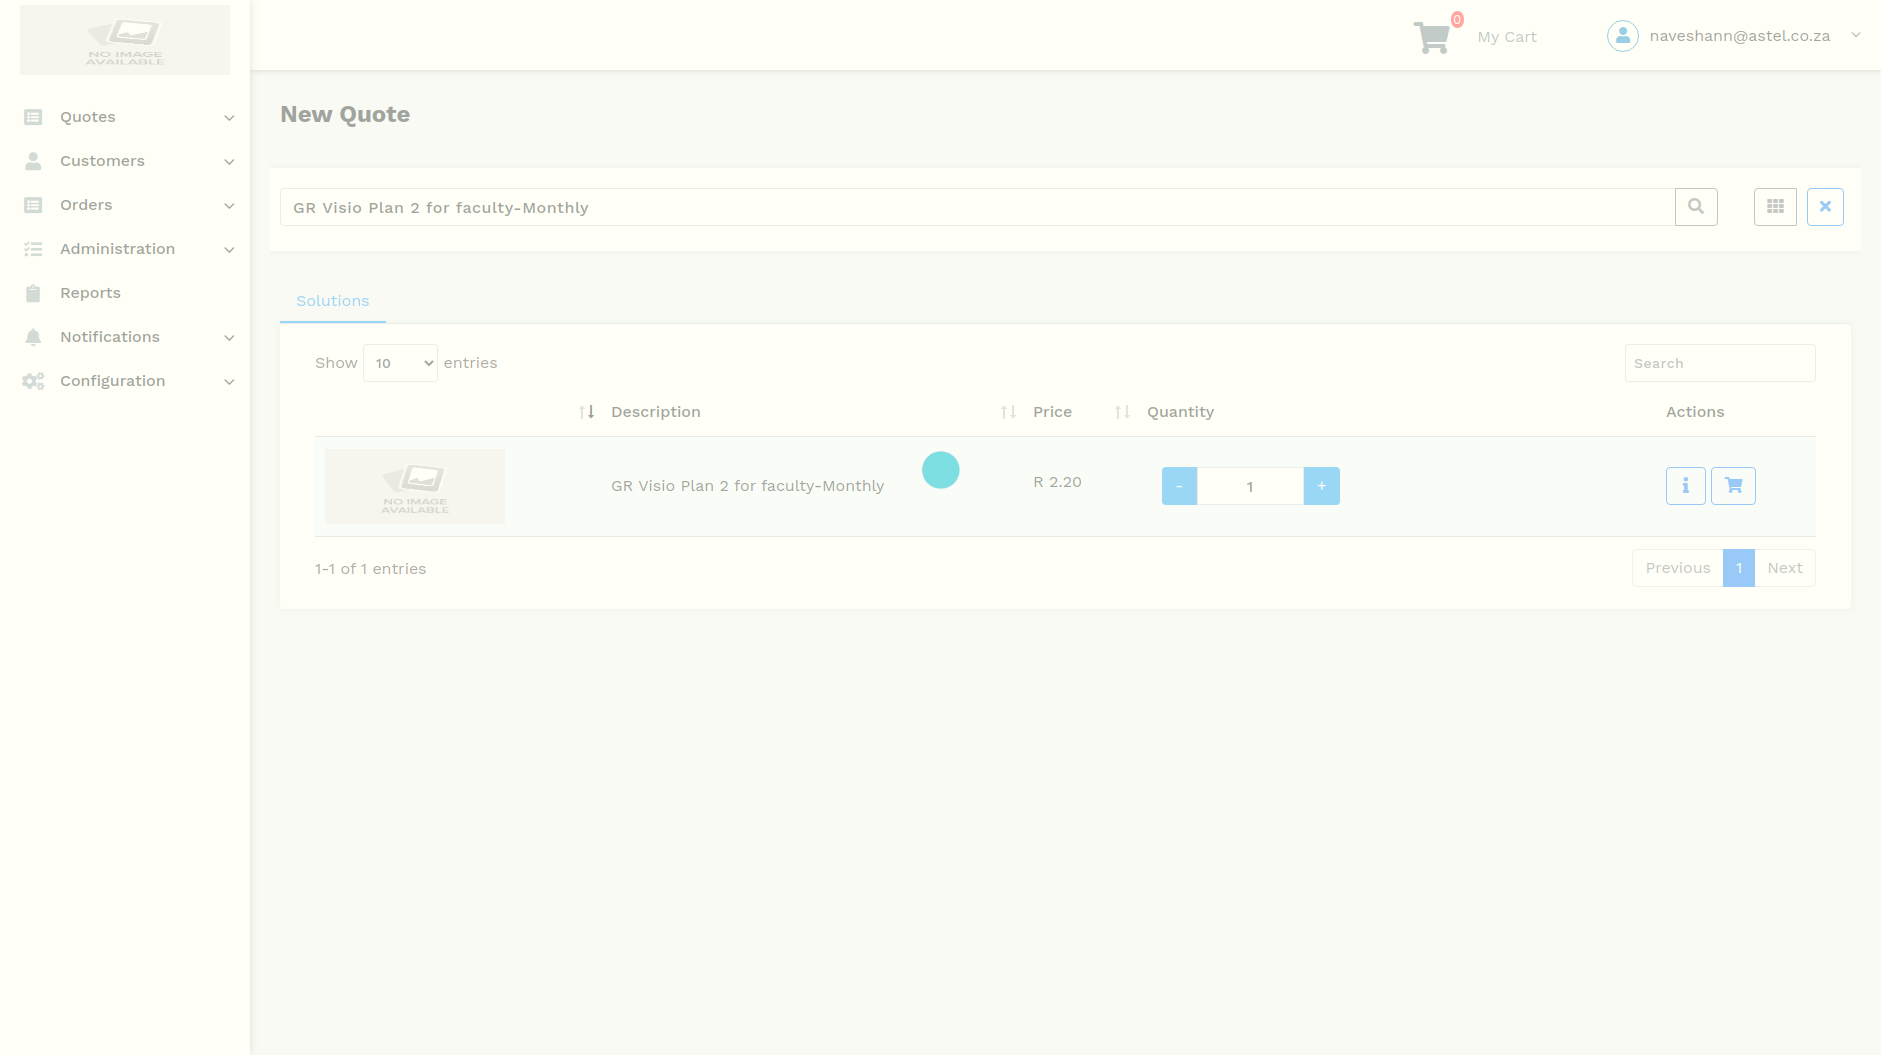 NO IMAGE
AVAILABLE
0
My Cart
naveshann@astel.co.za
Quotes
Customers
Orders
Administration
Reports
Notifications
Configuration
New Quote
GR Visio Plan 2 for faculty-Monthly
Solutions
Show 10 entries
Search
Description Price Quantity Actions
NO IMAGE
AVAILABLE
GR Visio Plan 2 for faculty-Monthly R 2.20 - 1 +
1-1 of 1 entries
Previous 1 Next